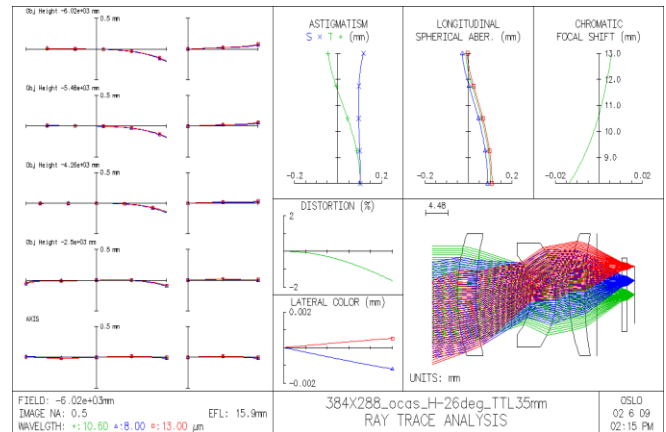 Obj Height -6.02e+03 mm
0.5 mm
Obj Height -5.48e+03 mm
0.5 mm
Obj Height -4.26e+03 mm
0.5 mm
Obj Height -2.5e+03 mm
0.5 mm
AXIS
0.5 mm
ASTIGMATISM
S × T + (mm)
-0.2 0.2
LONGITUDINAL
SPHERICAL ABER. (mm)
-0.2 0.2
CHROMATIC
FOCAL SHIFT (mm)
13.0
12.0
11.0
10.0
9.0
-0.02 0.02
DISTORTION (%)
2
-2
LATERAL COLOR (mm)
0.002
-0.002
4.48
UNITS: mm
FIELD: -6.02e+03mm
IMAGE NA: 0.5 EFL: 15.9mm
WAVELGTH: +:10.60 ▵:8.00 ▫:13.00 µm
384X288_ocas_H-26deg_TTL35mm
RAY TRACE ANALYSIS
OSLO
02 6 09
02:15 PM